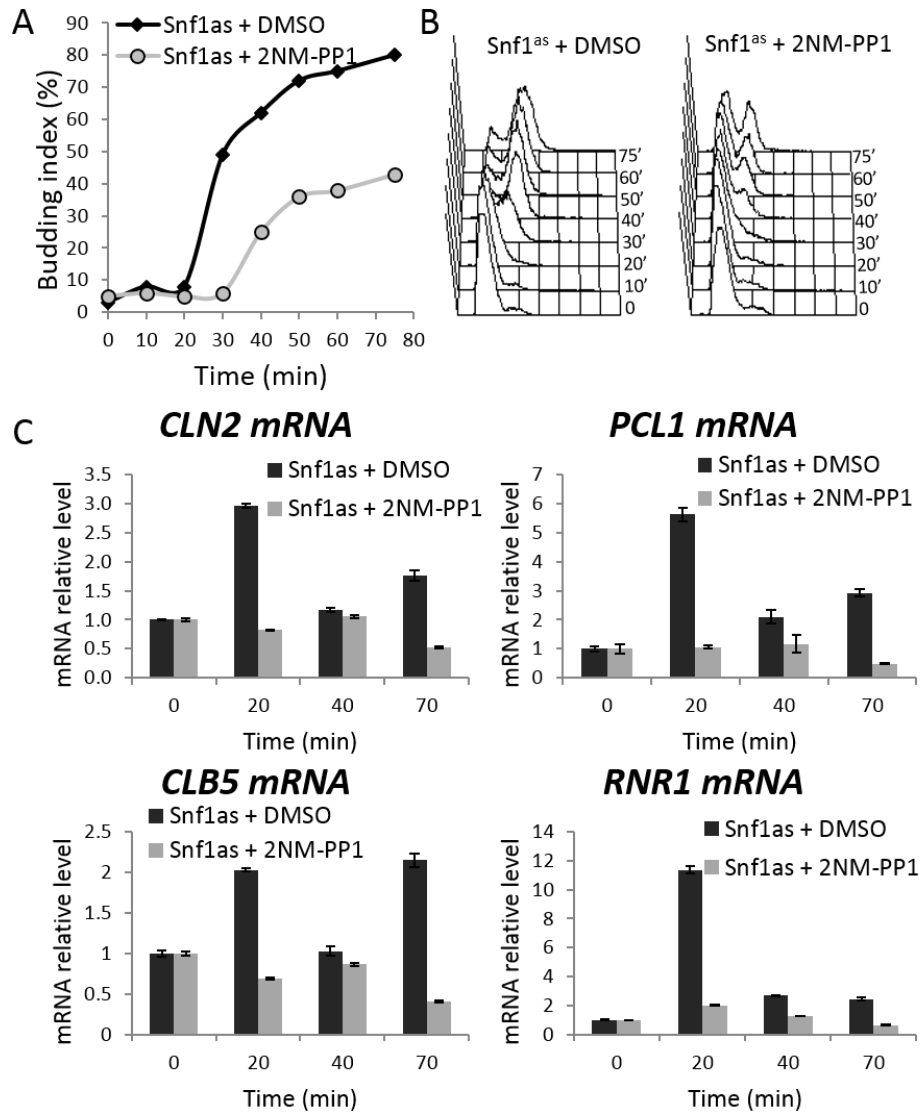 A
Snf1as + DMSO
Snf1as + 2NM-PP1
Budding index (%)
90
80
70
60
50
40
30
20
10
0
0 10 20 30 40 50 60 70 80
Time (min)
B
Snf1as + DMSO
75’
60’
50’
40’
30’
20’
10’
0
Snf1as + 2NM-PP1
75’
60’
50’
40’
30’
20’
10’
0
C
CLN2 mRNA
Snf1as + DMSO
Snf1as + 2NM-PP1
mRNA relative level
3.5
3.0
2.5
2.0
1.5
1.0
0.5
0.0
0 20 40 70
Time (min)
PCL1 mRNA
Snf1as + DMSO
Snf1as + 2NM-PP1
mRNA relative level
7
6
5
4
3
2
1
0
0 20 40 70
Time (min)
CLB5 mRNA
Snf1as + DMSO
Snf1as + 2NM-PP1
mRNA relative level
2.5
2
1.5
1
0.5
0
0 20 40 70
Time (min)
RNR1 mRNA
Snf1as + DMSO
Snf1as + 2NM-PP1
mRNA relative level
14
12
10
8
6
4
2
0
0 20 40 70
Time (min)